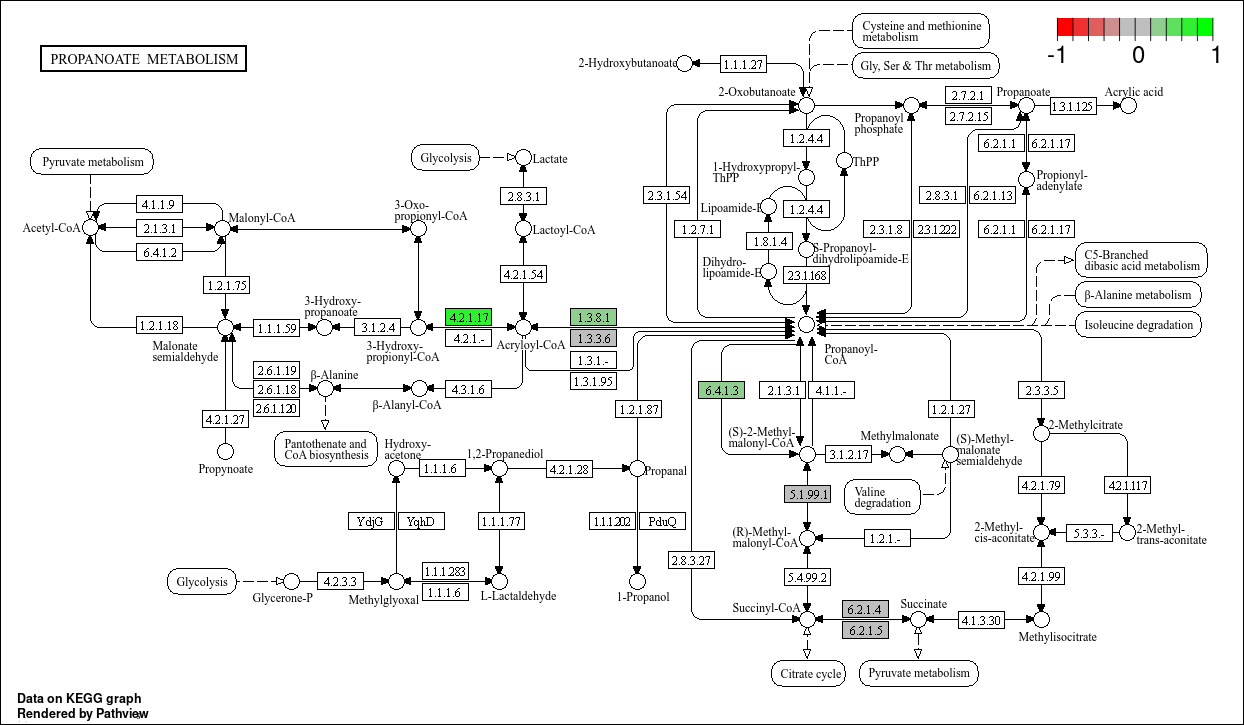 PROPANOATE METABOLISM
-1 0 1
Cysteine and methionine
metabolism
Gly, Ser & Thr metabolism
2-Hydroxybutanoate
1.1.1.27
2-Oxobutanoate
Propanoyl
phosphate
2.7.2.1
2.7.2.15
Propanoate
1.3.1.125
Acrylic acid
1.2.4.4
ThPP
6.2.1.1
6.2.1.17
1-Hydroxypropyl-
ThPP
Propionyl-
adenylate
2.3.1.54
Lipoamide-E
1.2.4.4
2.8.3.1
6.2.1.13
1.2.7.1
1.8.1.4
2.3.1.8
2.3.1.222
6.2.1.1
6.2.1.17
S-Propanoyl-
dihydrolipoamide-E
Dihydro-
lipoamide-E
2.3.1.168
C5-Branched
dibasic acid metabolism
β-Alanine metabolism
Isoleucine degradation
Pyruvate metabolism
Glycolysis
Lactate
4.1.1.9
2.1.3.1
6.4.1.2
Acetyl-CoA
Malonyl-CoA
3-Oxo-
propionyl-CoA
2.8.3.1
Lactoyl-CoA
1.2.1.75
4.2.1.54
3-Hydroxy-
propanoate
1.2.1.18
1.1.1.59
3.1.2.4
4.2.1.17
4.2.1.-
1.3.8.1
1.3.3.6
1.3.1.-
1.3.1.95
Malonate
semialdehyde
3-Hydroxy-
propionyl-CoA
Acryloyl-CoA
Propanoyl-
CoA
2.6.1.19
2.6.1.18
2.6.1.120
β-Alanine
β-Alanyl-CoA
4.3.1.6
4.2.1.27
Propynoate
Pantothenate and
CoA biosynthesis
1.2.1.87
6.4.1.3
2.1.3.1
4.1.1.-
1.2.1.27
2.3.3.5
Hydroxy-
acetone
1.1.1.6
1,2-Propanediol
4.2.1.28
Propanal
(S)-2-Methyl-
malonyl-CoA
3.1.2.17
Methylmalonate
(S)-Methyl-
malonate
semialdehyde
2-Methylcitrate
5.1.99.1
Valine
degradation
4.2.1.79
4.2.1.117
YdjG
YqhD
1.1.1.77
1.1.1.202
PduQ
(R)-Methyl-
malonyl-CoA
1.2.1.-
2-Methyl-
cis-aconitate
5.3.3.-
2-Methyl-
trans-aconitate
2.8.3.27
5.4.99.2
4.2.1.99
Glycolysis
4.2.3.3
1.1.1.283
1.1.1.6
Glycerone-P
Methylglyoxal
L-Lactaldehyde
1-Propanol
Succinyl-CoA
6.2.1.4
6.2.1.5
Succinate
4.1.3.30
Methylisocitrate
Citrate cycle
Pyruvate metabolism
Data on KEGG graph
Rendered by Pathview